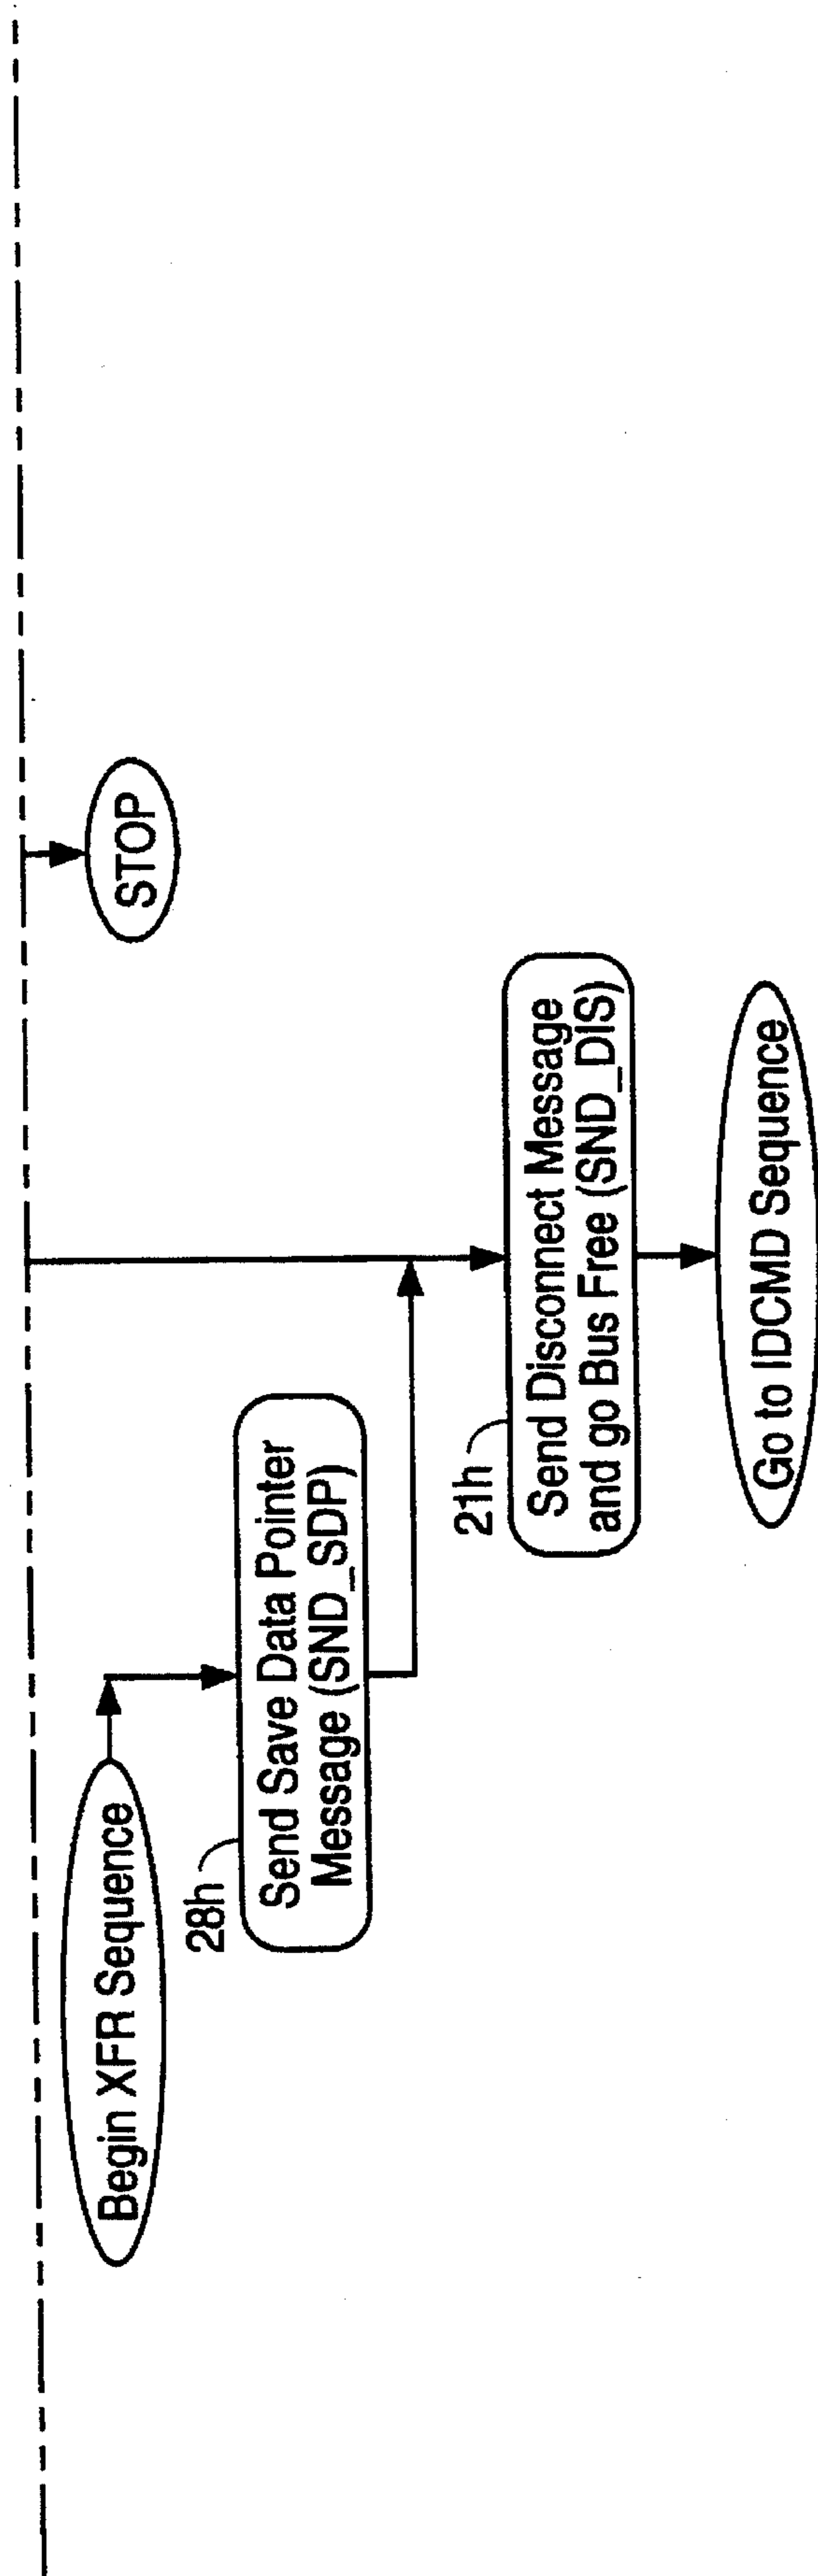 Begin XFR Sequence
28h
Send Save Data Pointer
Message (SND_SDP)
STOP
21h
Send Disconnect Message
and go Bus Free (SND_DIS)
Go to IDCMD Sequence